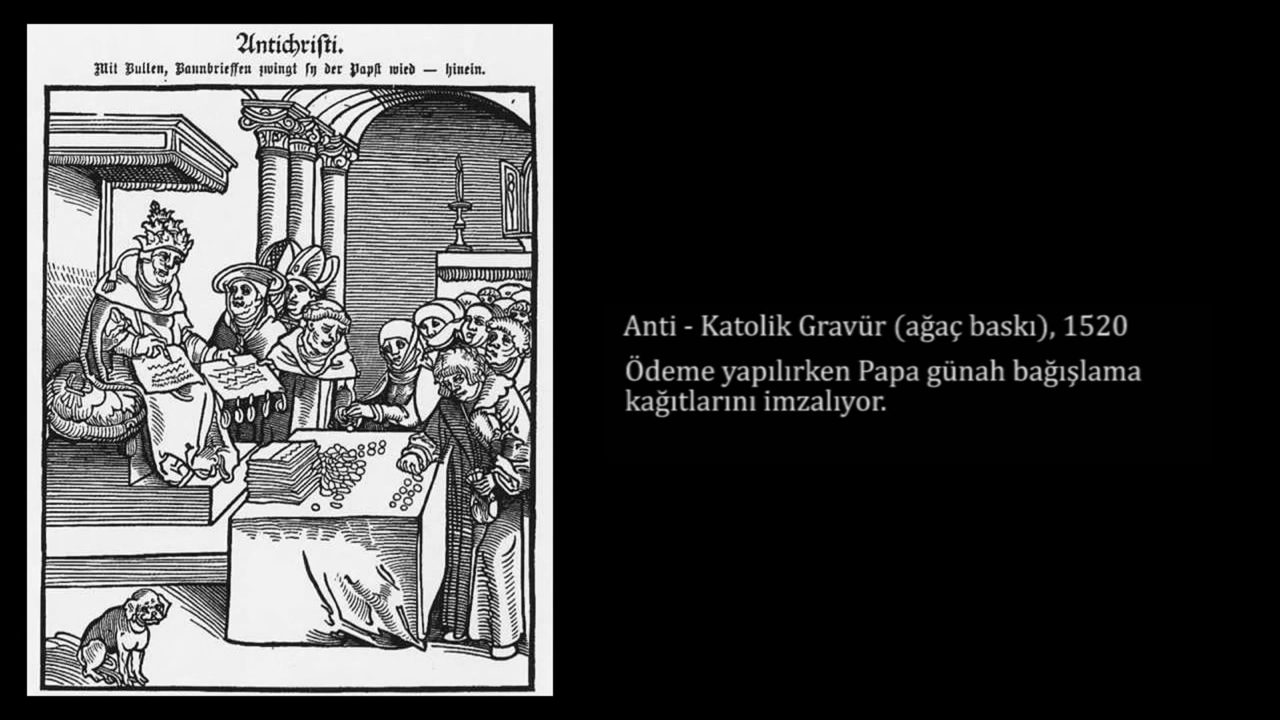 Antichristi.
Mit Bullen, Bannbrieffen zwingt sy der Papst wied — hinein.
Anti - Katolik Gravür (ağaç baskı), 1520
Ödeme yapılırken Papa günah bağışlama
kağıtlarını imzalıyor.